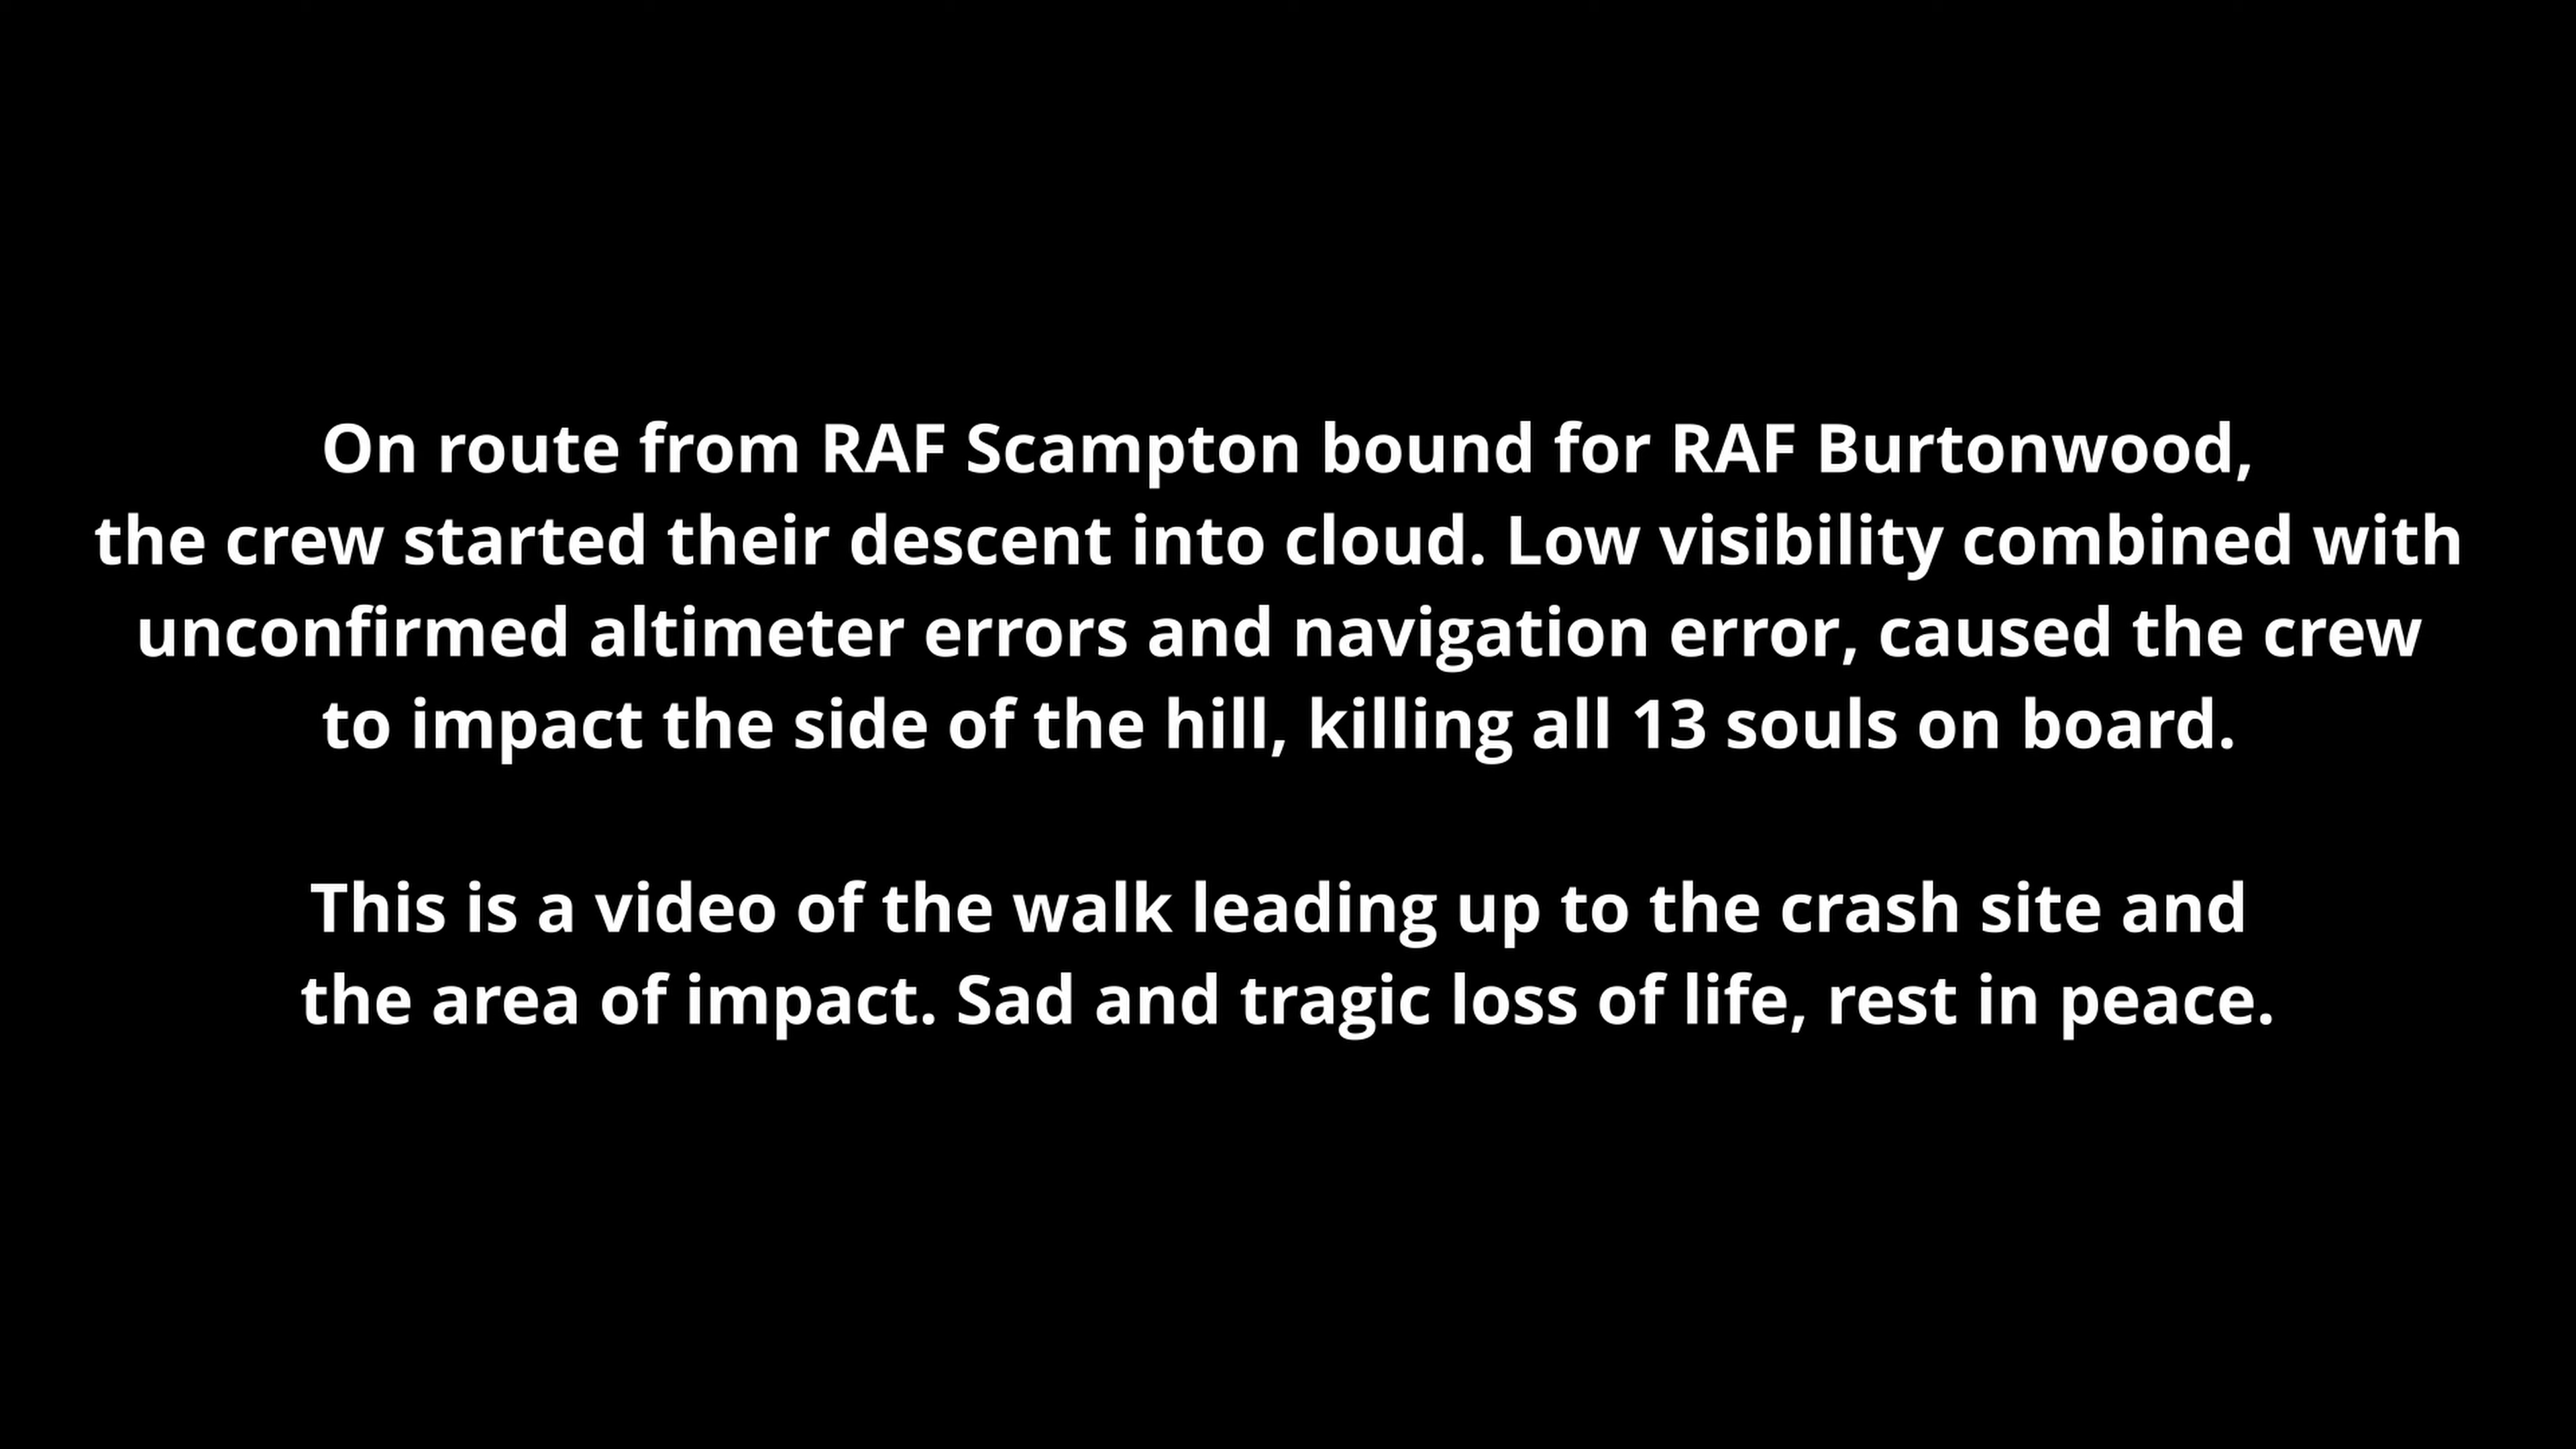 On route from RAF Scampton bound for RAF Burtonwood,
the crew started their descent into cloud. Low visibility combined with
unconfirmed altimeter errors and navigation error, caused the crew
to impact the side of the hill, killing all 13 souls on board.
This is a video of the walk leading up to the crash site and
the area of impact. Sad and tragic loss of life, rest in peace.